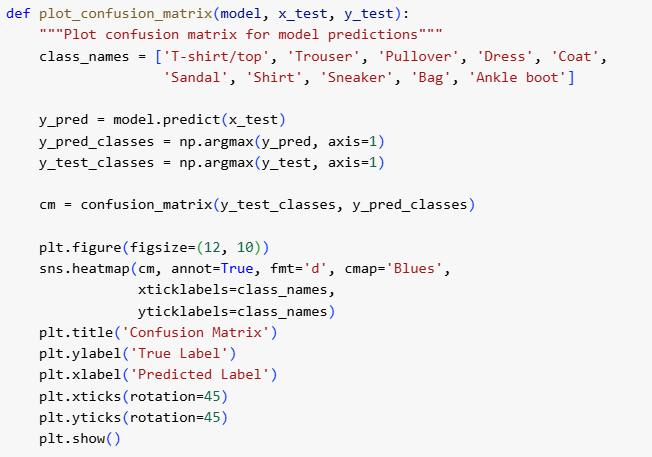 def plot_confusion_matrix(model, x_test, y_test):
    """Plot confusion matrix for model predictions"""
    class_names = ['T-shirt/top', 'Trouser', 'Pullover', 'Dress', 'Coat',
                   'Sandal', 'Shirt', 'Sneaker', 'Bag', 'Ankle boot']

    y_pred = model.predict(x_test)
    y_pred_classes = np.argmax(y_pred, axis=1)
    y_test_classes = np.argmax(y_test, axis=1)

    cm = confusion_matrix(y_test_classes, y_pred_classes)

    plt.figure(figsize=(12, 10))
    sns.heatmap(cm, annot=True, fmt='d', cmap='Blues',
                xticklabels=class_names,
                yticklabels=class_names)
    plt.title('Confusion Matrix')
    plt.ylabel('True Label')
    plt.xlabel('Predicted Label')
    plt.xticks(rotation=45)
    plt.yticks(rotation=45)
    plt.show()